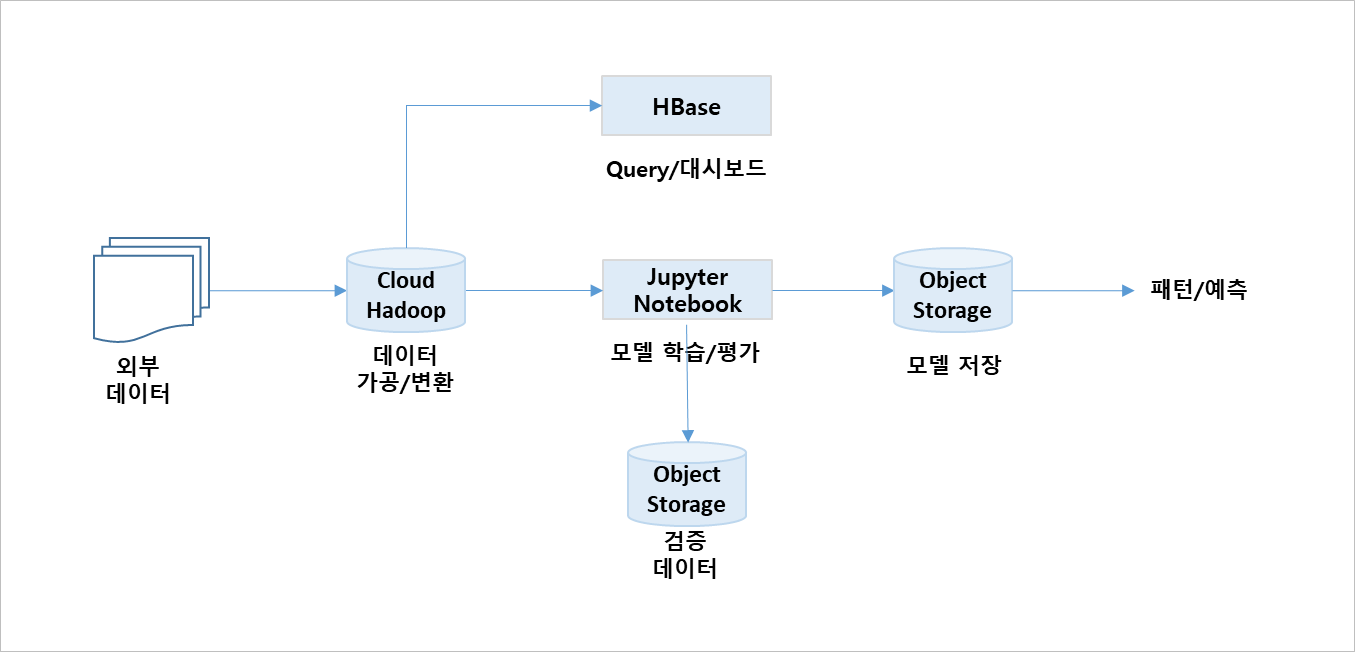 HBase
Query/대시보드
외부
데이터
Cloud
Hadoop
데이터
가공/변환
Jupyter
Notebook
모델 학습/평가
Object
Storage
모델 저장
패턴/예측
Object
Storage
검증
데이터